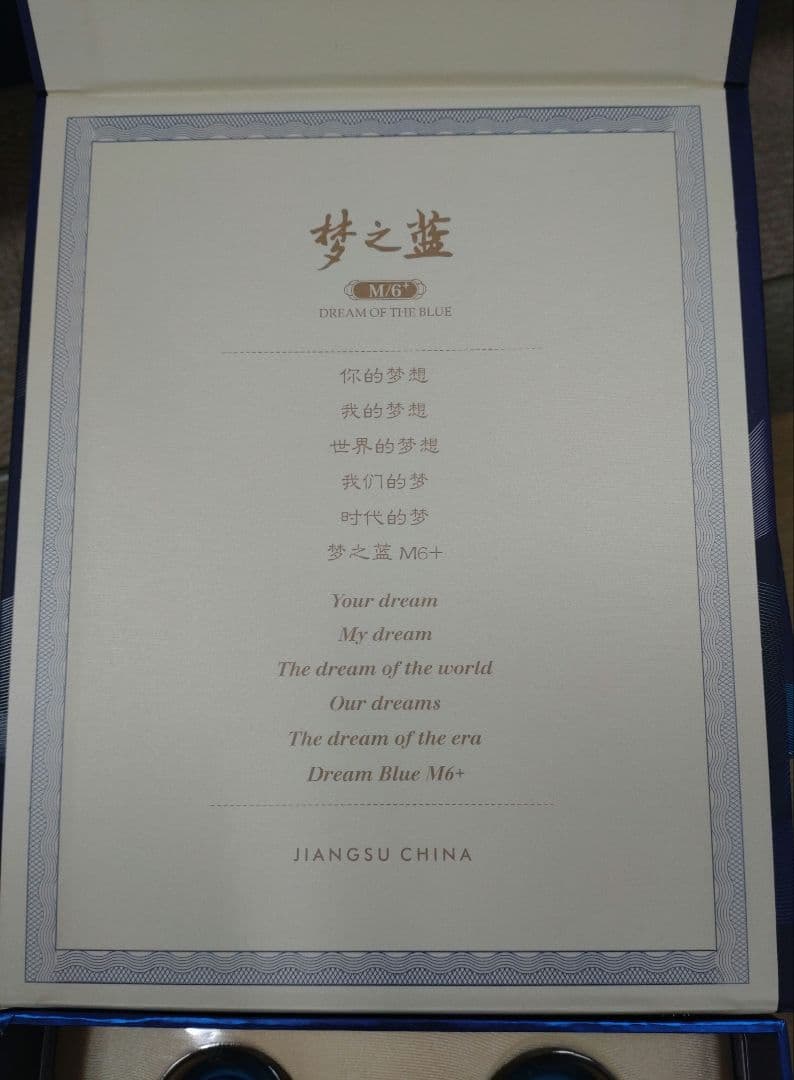 梦之蓝
M/6+
DREAM OF THE BLUE
你的梦想
我的梦想
世界的梦想
我们的梦
时代的梦
梦之蓝 M6+
Your dream
My dream
The dream of the world
Our dreams
The dream of the era
Dream Blue M6+
JIANGSU CHINA